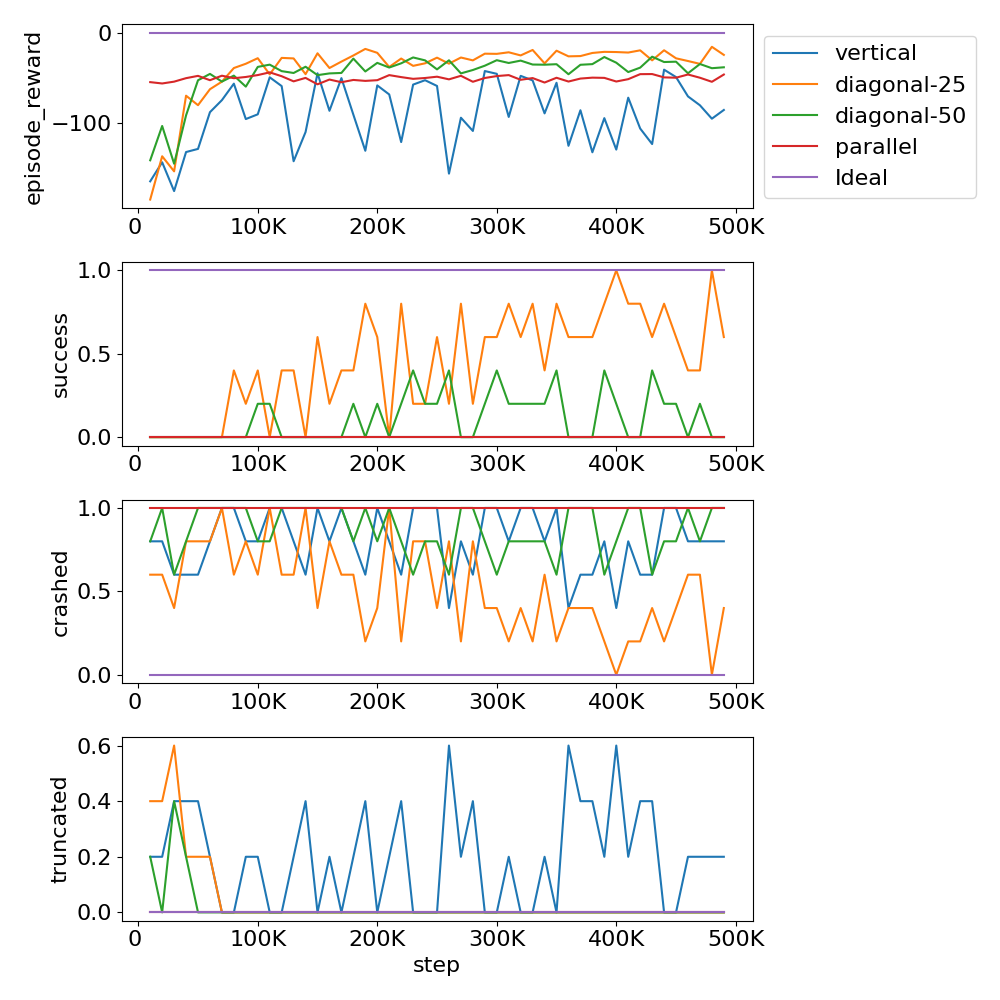 episode_reward
0
−100
0 100K 200K 300K 400K 500K
vertical
diagonal-25
diagonal-50
parallel
Ideal
success
1.0
0.5
0.0
0 100K 200K 300K 400K 500K
crashed
1.0
0.5
0.0
0 100K 200K 300K 400K 500K
truncated
0.6
0.4
0.2
0.0
0 100K 200K 300K 400K 500K
step